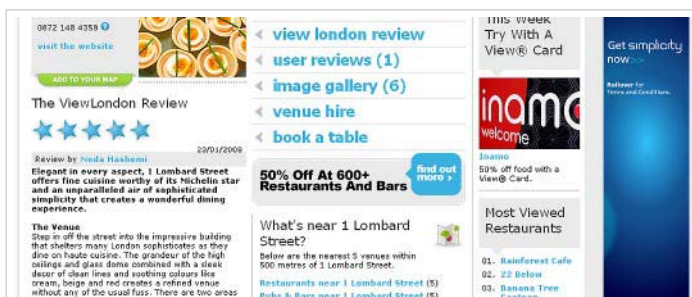 0872 148 4358
visit the website
ADD TO YOUR MAP
The ViewLondon Review
23/01/2008
Review by Neda Hashemi
Elegant in every aspect, 1 Lombard Street
offers fine cuisine worthy of its Michelin star
and an unparalleled air of sophisticated
simplicity that creates a wonderful dining
experience.
The Venue
Step in off the street into the impressive building
that shelters many London sophisticates as they
dine on haute cuisine. The grandeur of the high
ceilings and glass dome combined with a sleek
decor of clean lines and soothing colours like
cream, beige and red creates a refined venue
without any of the usual fuss. There are two areas
view london review
user reviews (1)
image gallery (6)
venue hire
book a table
50% Off At 600+
Restaurants And Bars
find out
more ›
What's near 1 Lombard
Street?
Below are the nearest 5 venues within
500 metres of 1 Lombard Street.
Restaurants near 1 Lombard Street (5)
Pubs & Bars near 1 Lombard Street (5)
This Week
Try With A
View® Card
inamo
welcome
Inamo
50% off food with a
View® Card.
Most Viewed
Restaurants
01. Rainforest Cafe
02. 22 Below
03. Banana Tree
Canteen
Get simplicity
now >>
Rollover for
Terms and Conditions.